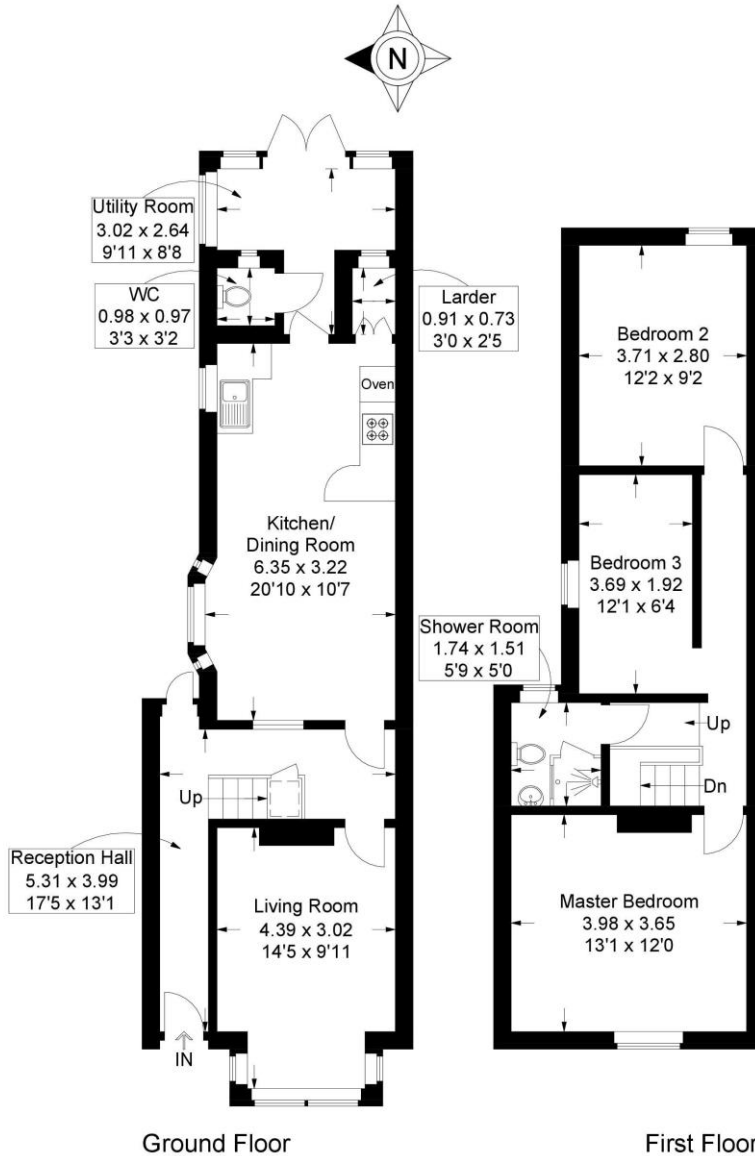 N
Utility Room
3.02 x 2.64
9'11 x 8'8
WC
0.98 x 0.97
3'3 x 3'2
Larder
0.91 x 0.73
3'0 x 2'5
Oven
Kitchen/
Dining Room
6.35 x 3.22
20'10 x 10'7
Up
Reception Hall
5.31 x 3.99
17'5 x 13'1
Living Room
4.39 x 3.02
14'5 x 9'11
IN
Ground Floor
Bedroom 2
3.71 x 2.80
12'2 x 9'2
Bedroom 3
3.69 x 1.92
12'1 x 6'4
Shower Room
1.74 x 1.51
5'9 x 5'0
Up
Dn
Master Bedroom
3.98 x 3.65
13'1 x 12'0
First Floor